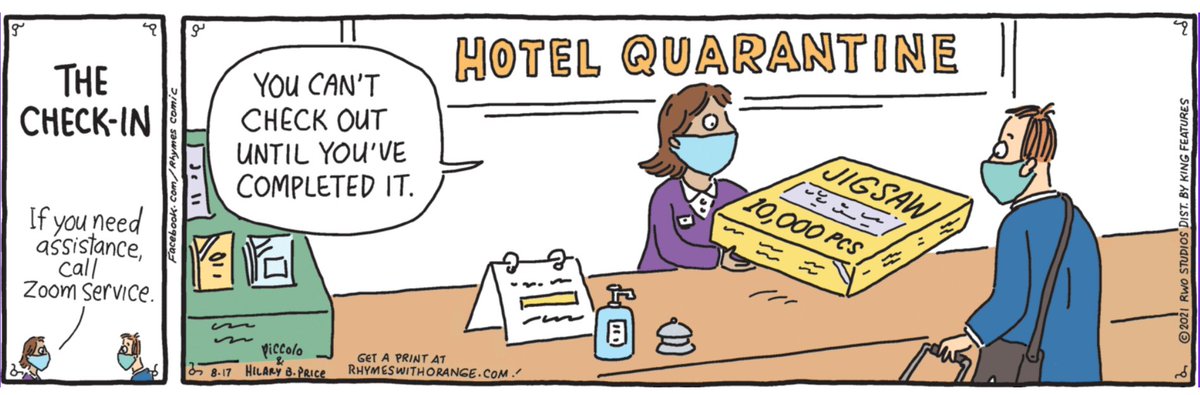 THE
CHECK-IN
If you need
assistance,
call
Zoom Service.
Facebook.com/Rhymes comic
HOTEL QUARANTINE
YOU CAN'T
CHECK OUT
UNTIL YOU'VE
COMPLETED IT.
JIGSAW
10,000 PCS
Piccolo
&
8-17 HILARY B. PRICE
GET A PRINT AT
RHYMESWITHORANGE.COM!
©2021 RWO STUDIOS DIST. BY KING FEATURES